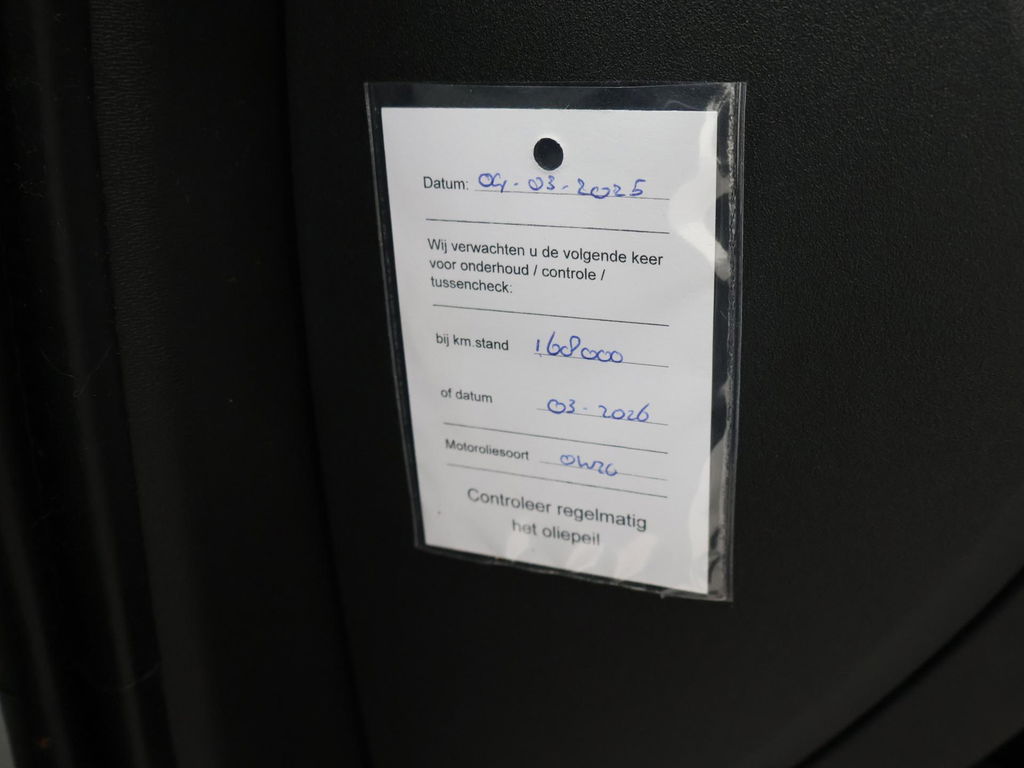 Datum: 04-03-2025
Wij verwachten u de volgende keer
voor onderhoud / controle /
tussencheck:
bij km.stand 168000
of datum 03-2026
Motoroliesoort
Controleer regelmatig
het oliepeil